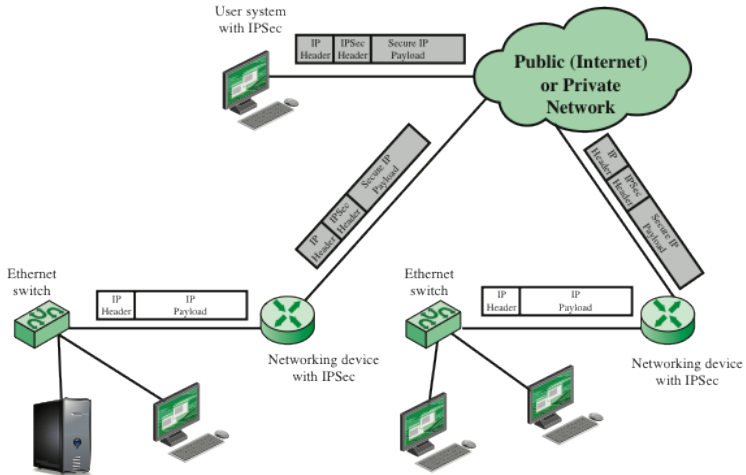 User system
with IPSec
IP
Header
IPSec
Header
Secure IP
Payload
Public (Internet)
or Private
Network
IP
Header
IPSec
Header
Secure IP
Payload
IP
Header
IPSec
Header
Secure IP
Payload
Ethernet
switch
IP
Header
IP
Payload
Networking device
with IPSec
Ethernet
switch
IP
Header
IP
Payload
Networking device
with IPSec